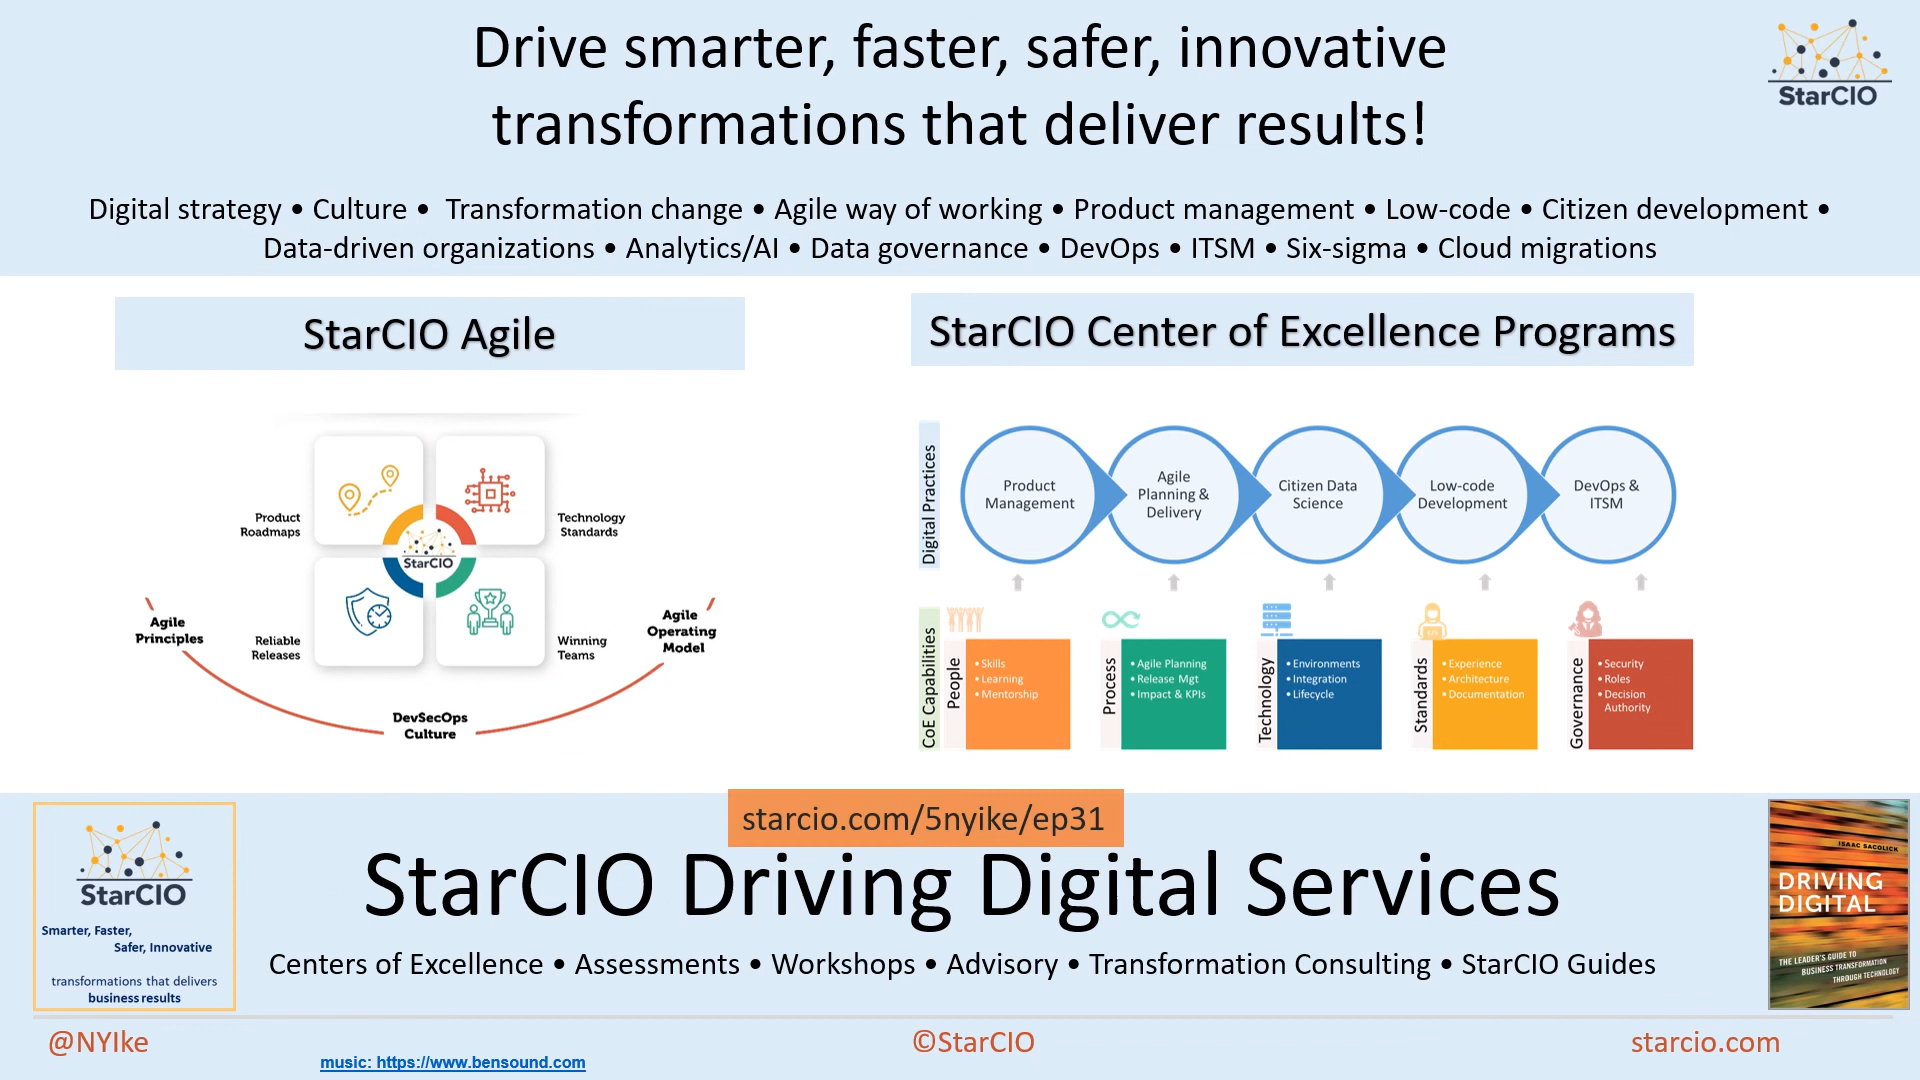 Drive smarter, faster, safer, innovative
transformations that deliver results!
StarCIO
Digital strategy • Culture • Transformation change • Agile way of working • Product management • Low-code • Citizen development •
Data-driven organizations • Analytics/AI • Data governance • DevOps • ITSM • Six-sigma • Cloud migrations
StarCIO Agile
Product
Roadmaps
Technology
Standards
StarCIO
Reliable
Releases
Winning
Teams
Agile
Principles
Agile
Operating
Model
DevSecOps
Culture
StarCIO Center of Excellence Programs
Digital Practices
Product
Management
Agile
Planning &
Delivery
Citizen Data
Science
Low-code
Development
DevOps &
ITSM
CoE Capabilities
People
• Skills
• Learning
• Mentorship
Process
• Agile Planning
• Release Mgt
• Impact & KPIs
Technology
• Environments
• Integration
• Lifecycle
Standards
• Experience
• Architecture
• Documentation
Governance
• Security
• Roles
• Decision
Authority
starcio.com/5nyike/ep31
StarCIO Driving Digital Services
Centers of Excellence • Assessments • Workshops • Advisory • Transformation Consulting • StarCIO Guides
StarCIO
Smarter, Faster,
Safer, Innovative
transformations that delivers
business results
ISAAC SACOLICK
DRIVING
DIGITAL
THE LEADER'S GUIDE TO
BUSINESS TRANSFORMATION
THROUGH TECHNOLOGY
@NYIke
music: https://www.bensound.com
©StarCIO
starcio.com